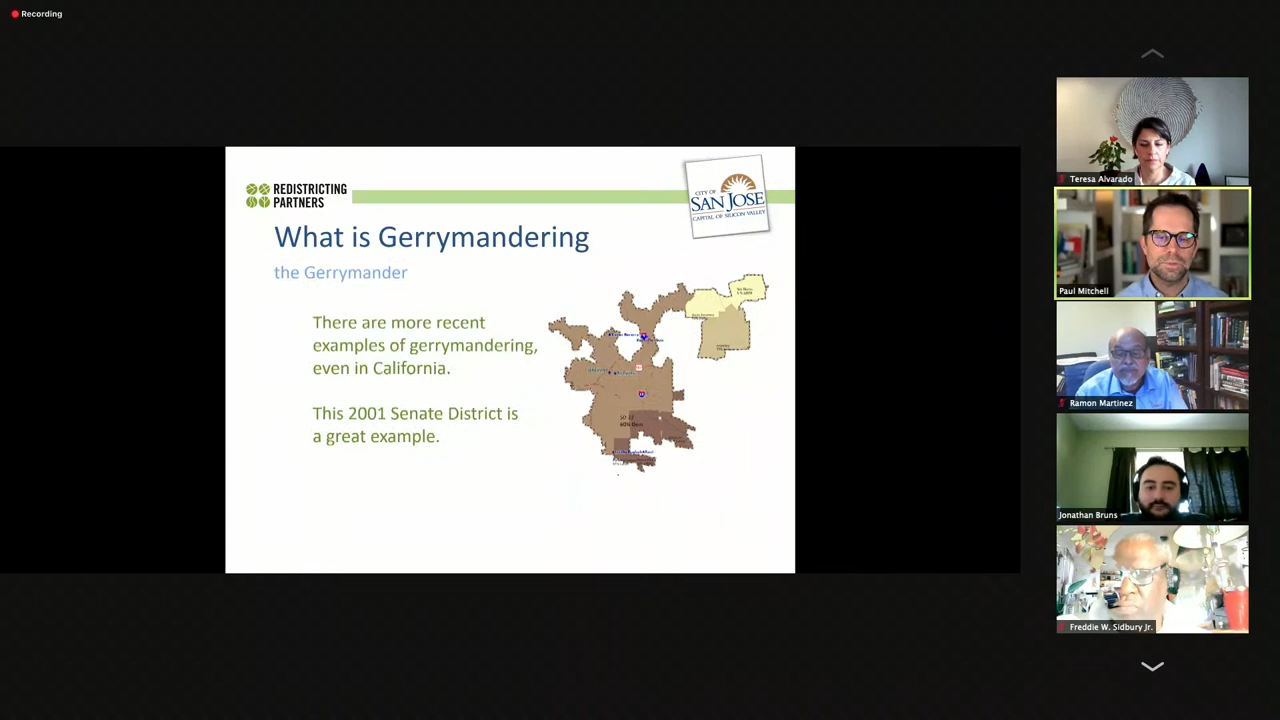 Recording
REDISTRICTING
PARTNERS
CITY OF
SAN JOSE
CAPITAL OF SILICON VALLEY
What is Gerrymandering
the Gerrymander
There are more recent
examples of gerrymandering,
even in California.
This 2001 Senate District is
a great example.
Teresa Alvarado
Paul Mitchell
Ramon Martinez
Jonathan Bruns
Freddie W. Sidbury Jr.